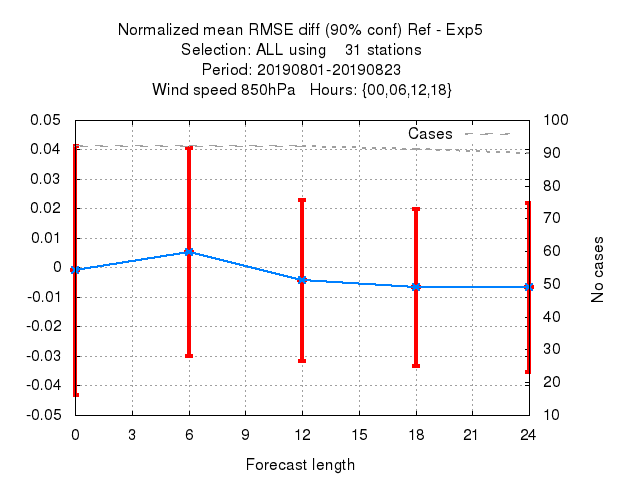 Normalized mean RMSE diff (90% conf) Ref - Exp5
Selection: ALL using    31 stations
Period: 20190801-20190823
Wind speed 850hPa   Hours: {00,06,12,18}
Cases
0.05
0.04
0.03
0.02
0.01
0
-0.01
-0.02
-0.03
-0.04
-0.05
100
90
80
70
60
50
40
30
20
10
No cases
0 3 6 9 12 15 18 21 24
Forecast length